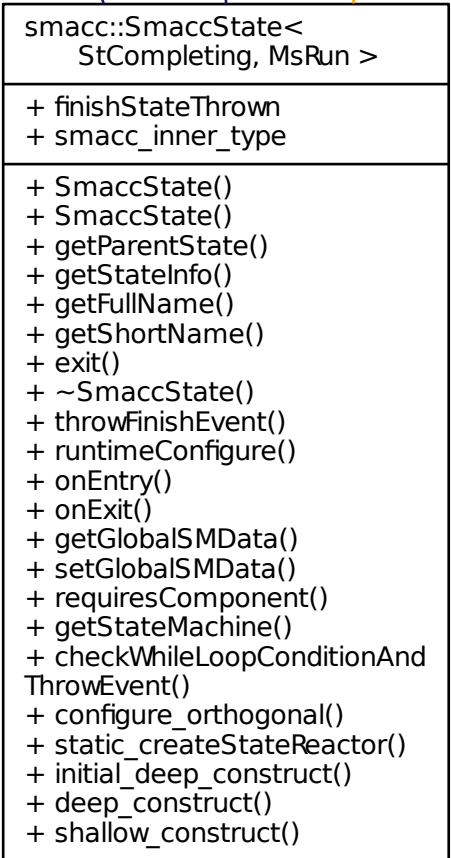 smacc::SmaccState<
StCompleting, MsRun >
+ finishStateThrown
+ smacc_inner_type
+ SmaccState()
+ SmaccState()
+ getParentState()
+ getStateInfo()
+ getFullName()
+ getShortName()
+ exit()
+ ~SmaccState()
+ throwFinishEvent()
+ runtimeConfigure()
+ onEntry()
+ onExit()
+ getGlobalSMData()
+ setGlobalSMData()
+ requiresComponent()
+ getStateMachine()
+ checkWhileLoopConditionAnd
ThrowEvent()
+ configure_orthogonal()
+ static_createStateReactor()
+ initial_deep_construct()
+ deep_construct()
+ shallow_construct()